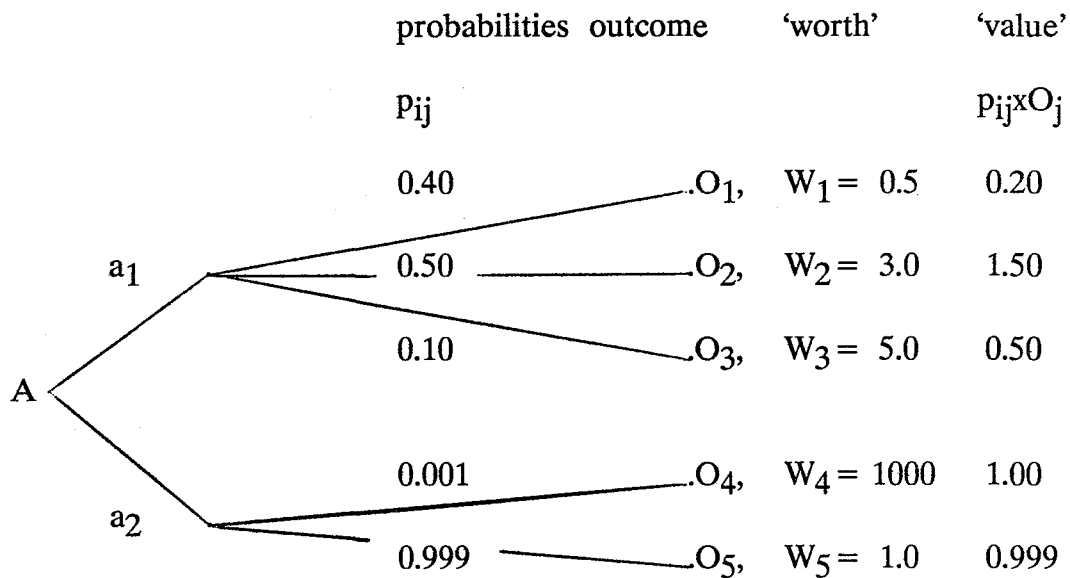 probabilities outcome ‘worth’ ‘value’
pij pijxOj
0.40 .O1, W1 = 0.5 0.20
a1 0.50 .O2, W2 = 3.0 1.50
0.10 .O3, W3 = 5.0 0.50
A
0.001 .O4, W4 = 1000 1.00
a2
0.999 .O5, W5 = 1.0 0.999